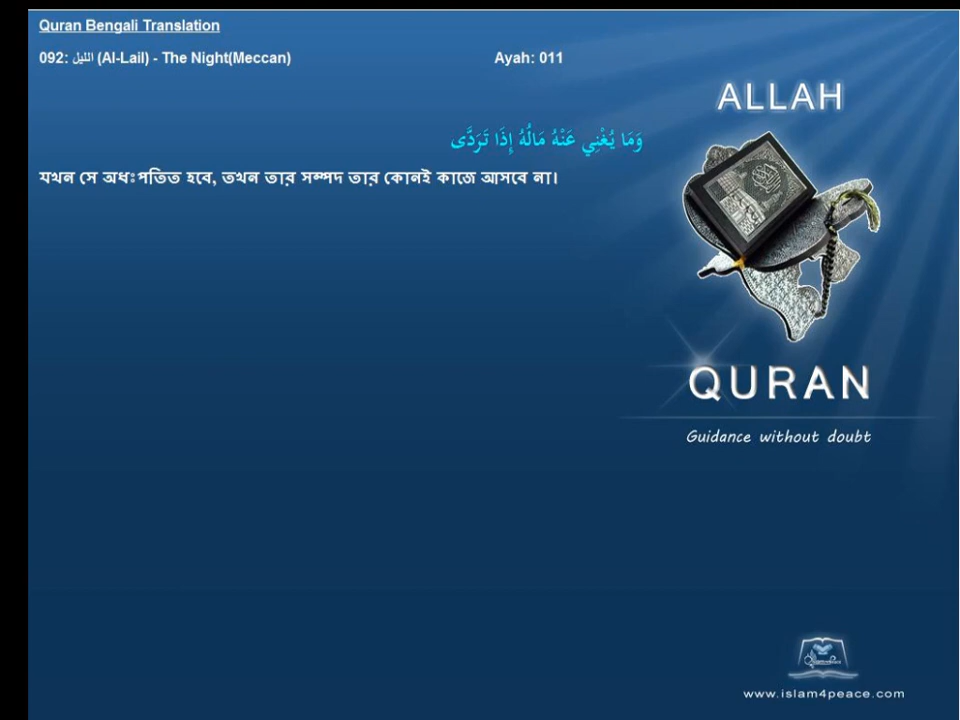 Quran Bengali Translation
092: الليل (Al-Lail) - The Night(Meccan) Ayah: 011
ALLAH
وَمَا يُغْنِي عَنْهُ مَالُهُ إِذَا تَرَدَّى
যখন সে অধঃপতিত হবে, তখন তার সম্পদ তার কোনই কাজে আসবে না।
QURAN
Guidance without doubt
www.islam4peace.com